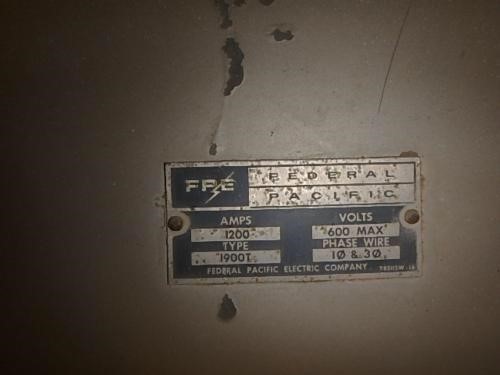 FPE FEDERAL
PACIFIC
AMPS VOLTS
1200 600 MAX
TYPE PHASE WIRE
1900T 1Ø & 3Ø
FEDERAL PACIFIC ELECTRIC COMPANY